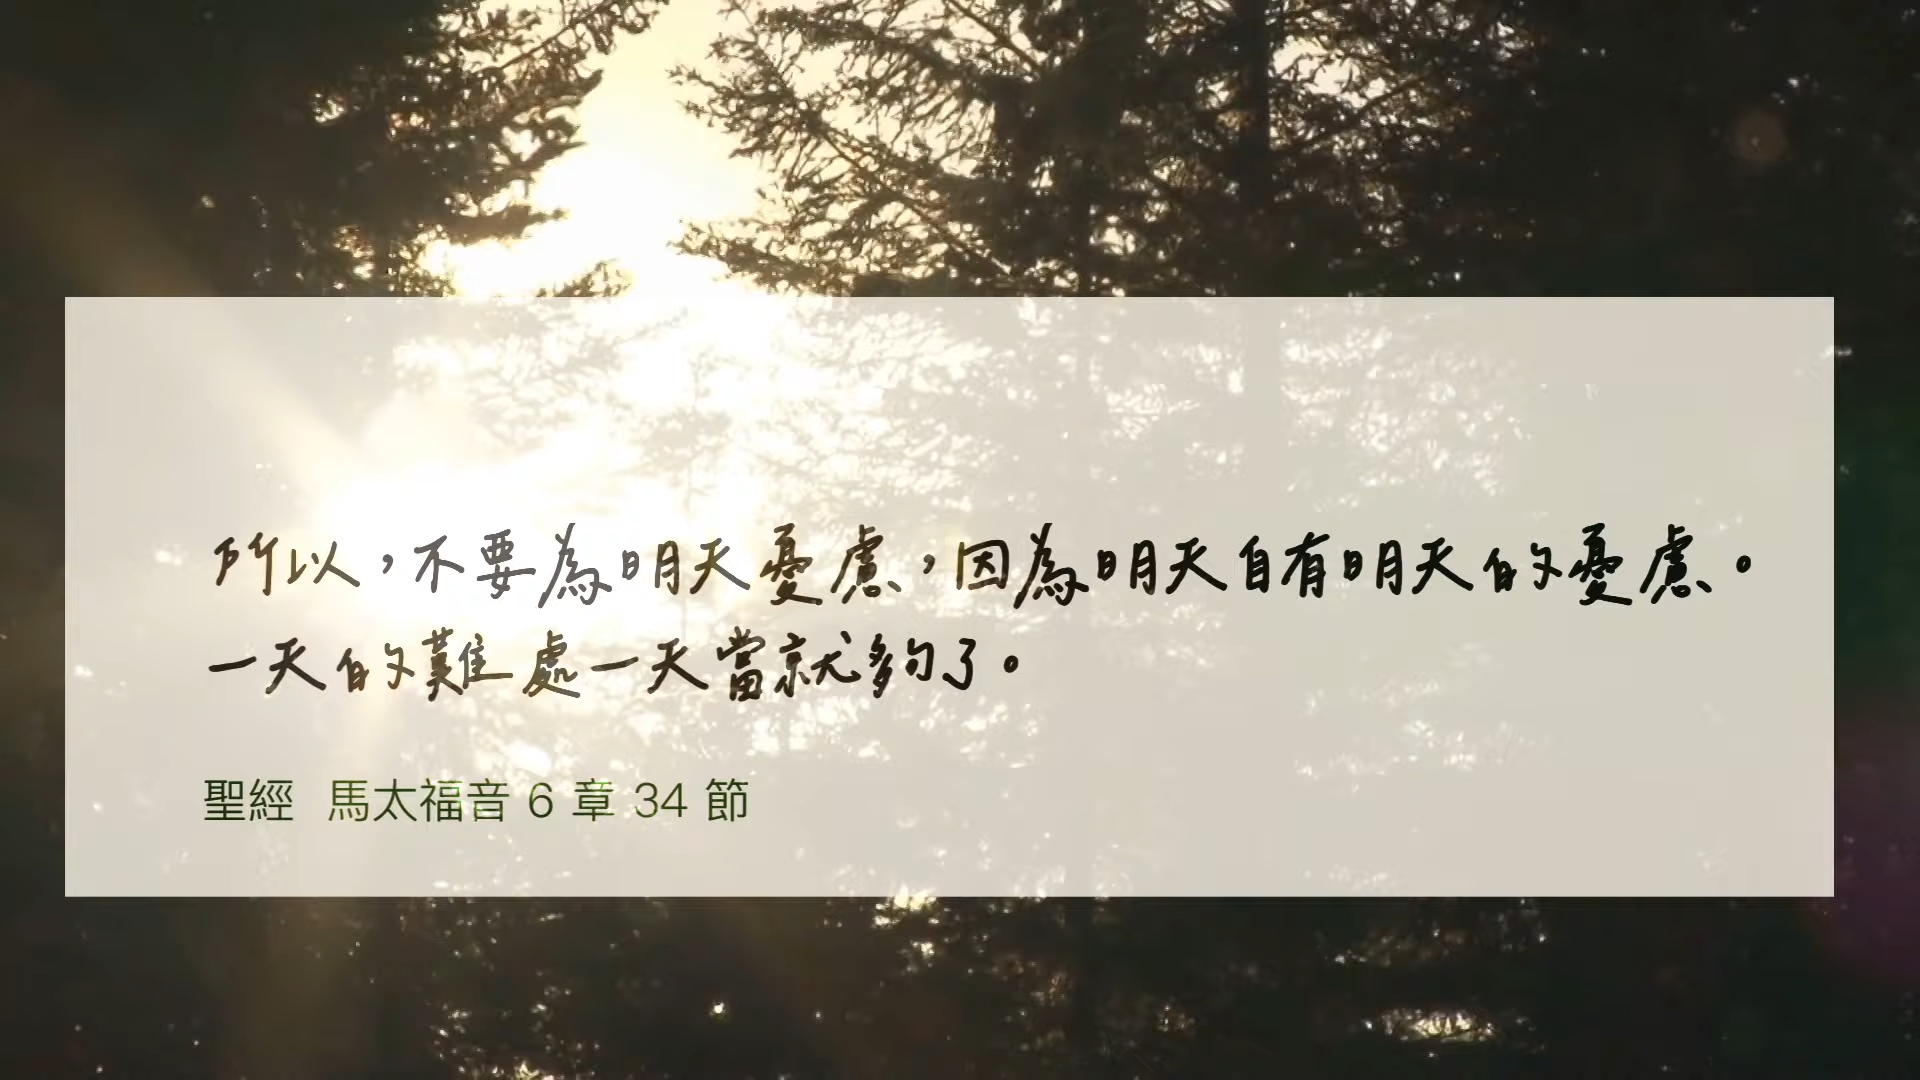 所以，不要為明天憂慮，因為明天自有明天的憂慮。
一天的難處一天當就夠了。
聖經 馬太福音 6 章 34 節